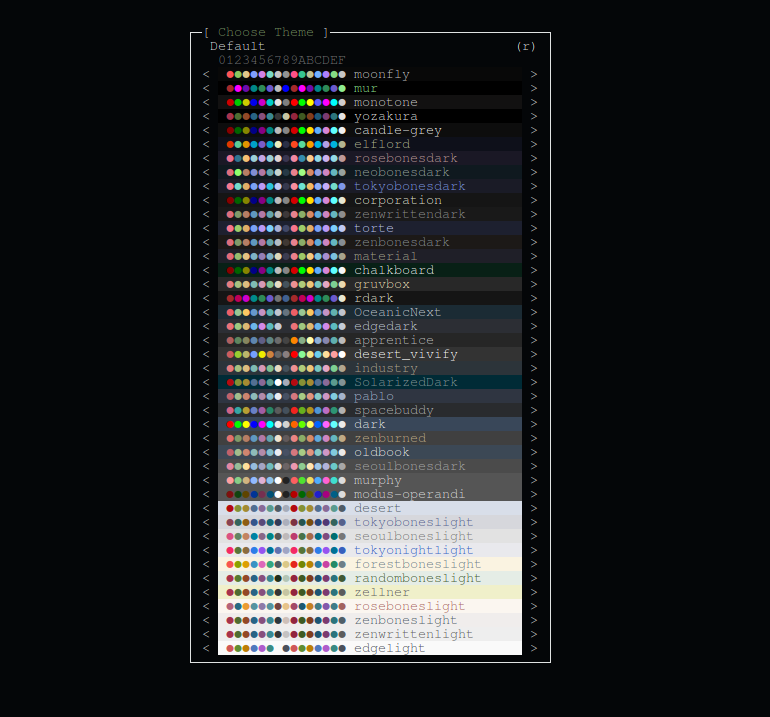 [ Choose Theme ]
Default (r)
0123456789ABCDEF
< moonfly >
< mur >
< monotone >
< yozakura >
< candle-grey >
< elflord >
< rosebonesdark >
< neobonesdark >
< tokyobonesdark >
< corporation >
< zenwrittendark >
< torte >
< zenbonesdark >
< material >
< chalkboard >
< gruvbox >
< rdark >
< OceanicNext >
< edgedark >
< apprentice >
< desert_vivify >
< industry >
< SolarizedDark >
< pablo >
< spacebuddy >
< dark >
< zenburned >
< oldbook >
< seoulbonesdark >
< murphy >
< modus-operandi >
< desert >
< tokyoboneslight >
< seoulboneslight >
< tokyonightlight >
< forestboneslight >
< randomboneslight >
< zellner >
< roseboneslight >
< zenboneslight >
< zenwrittenlight >
< edgelight >